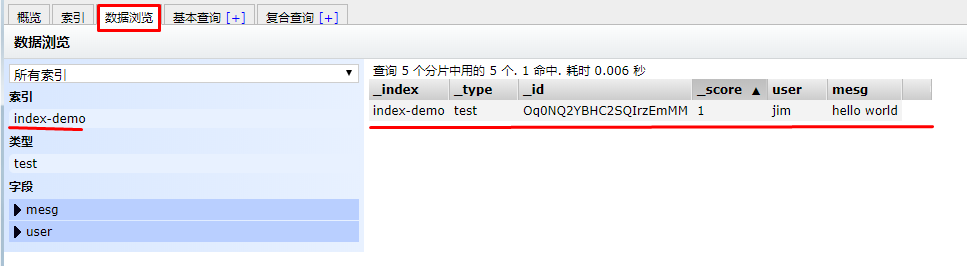 概览 索引 数据浏览 基本查询 [+] 复合查询 [+]
数据浏览
所有索引
索引
index-demo
类型
test
字段
mesg
user
查询 5 个分片中用的 5 个. 1 命中. 耗时 0.006 秒
_index _type _id _score ▲ user mesg
index-demo test Oq0NQ2YBHC2SQIrzEmMM 1 jim hello world